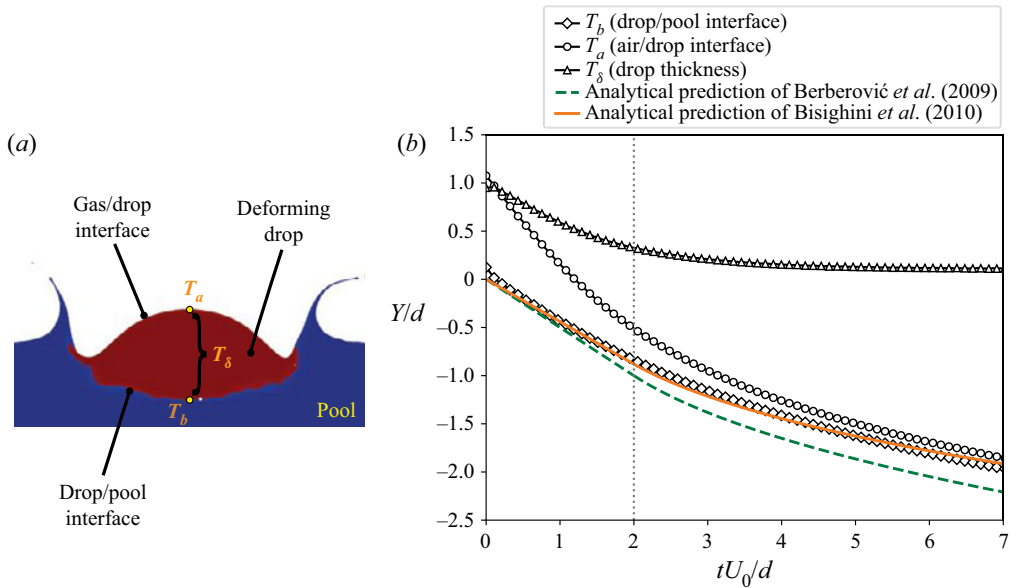 T_b (drop/pool interface)
T_a (air/drop interface)
T_δ (drop thickness)
Analytical prediction of Berberović et al. (2009)
Analytical prediction of Bisighini et al. (2010)
(a)
Gas/drop
interface
Deforming
drop
T_a
T_δ
T_b
Pool
Drop/pool
interface
(b)
1.5
1.0
0.5
0
–0.5
–1.0
–1.5
–2.0
–2.5
Y/d
0 1 2 3 4 5 6 7
tU_0/d